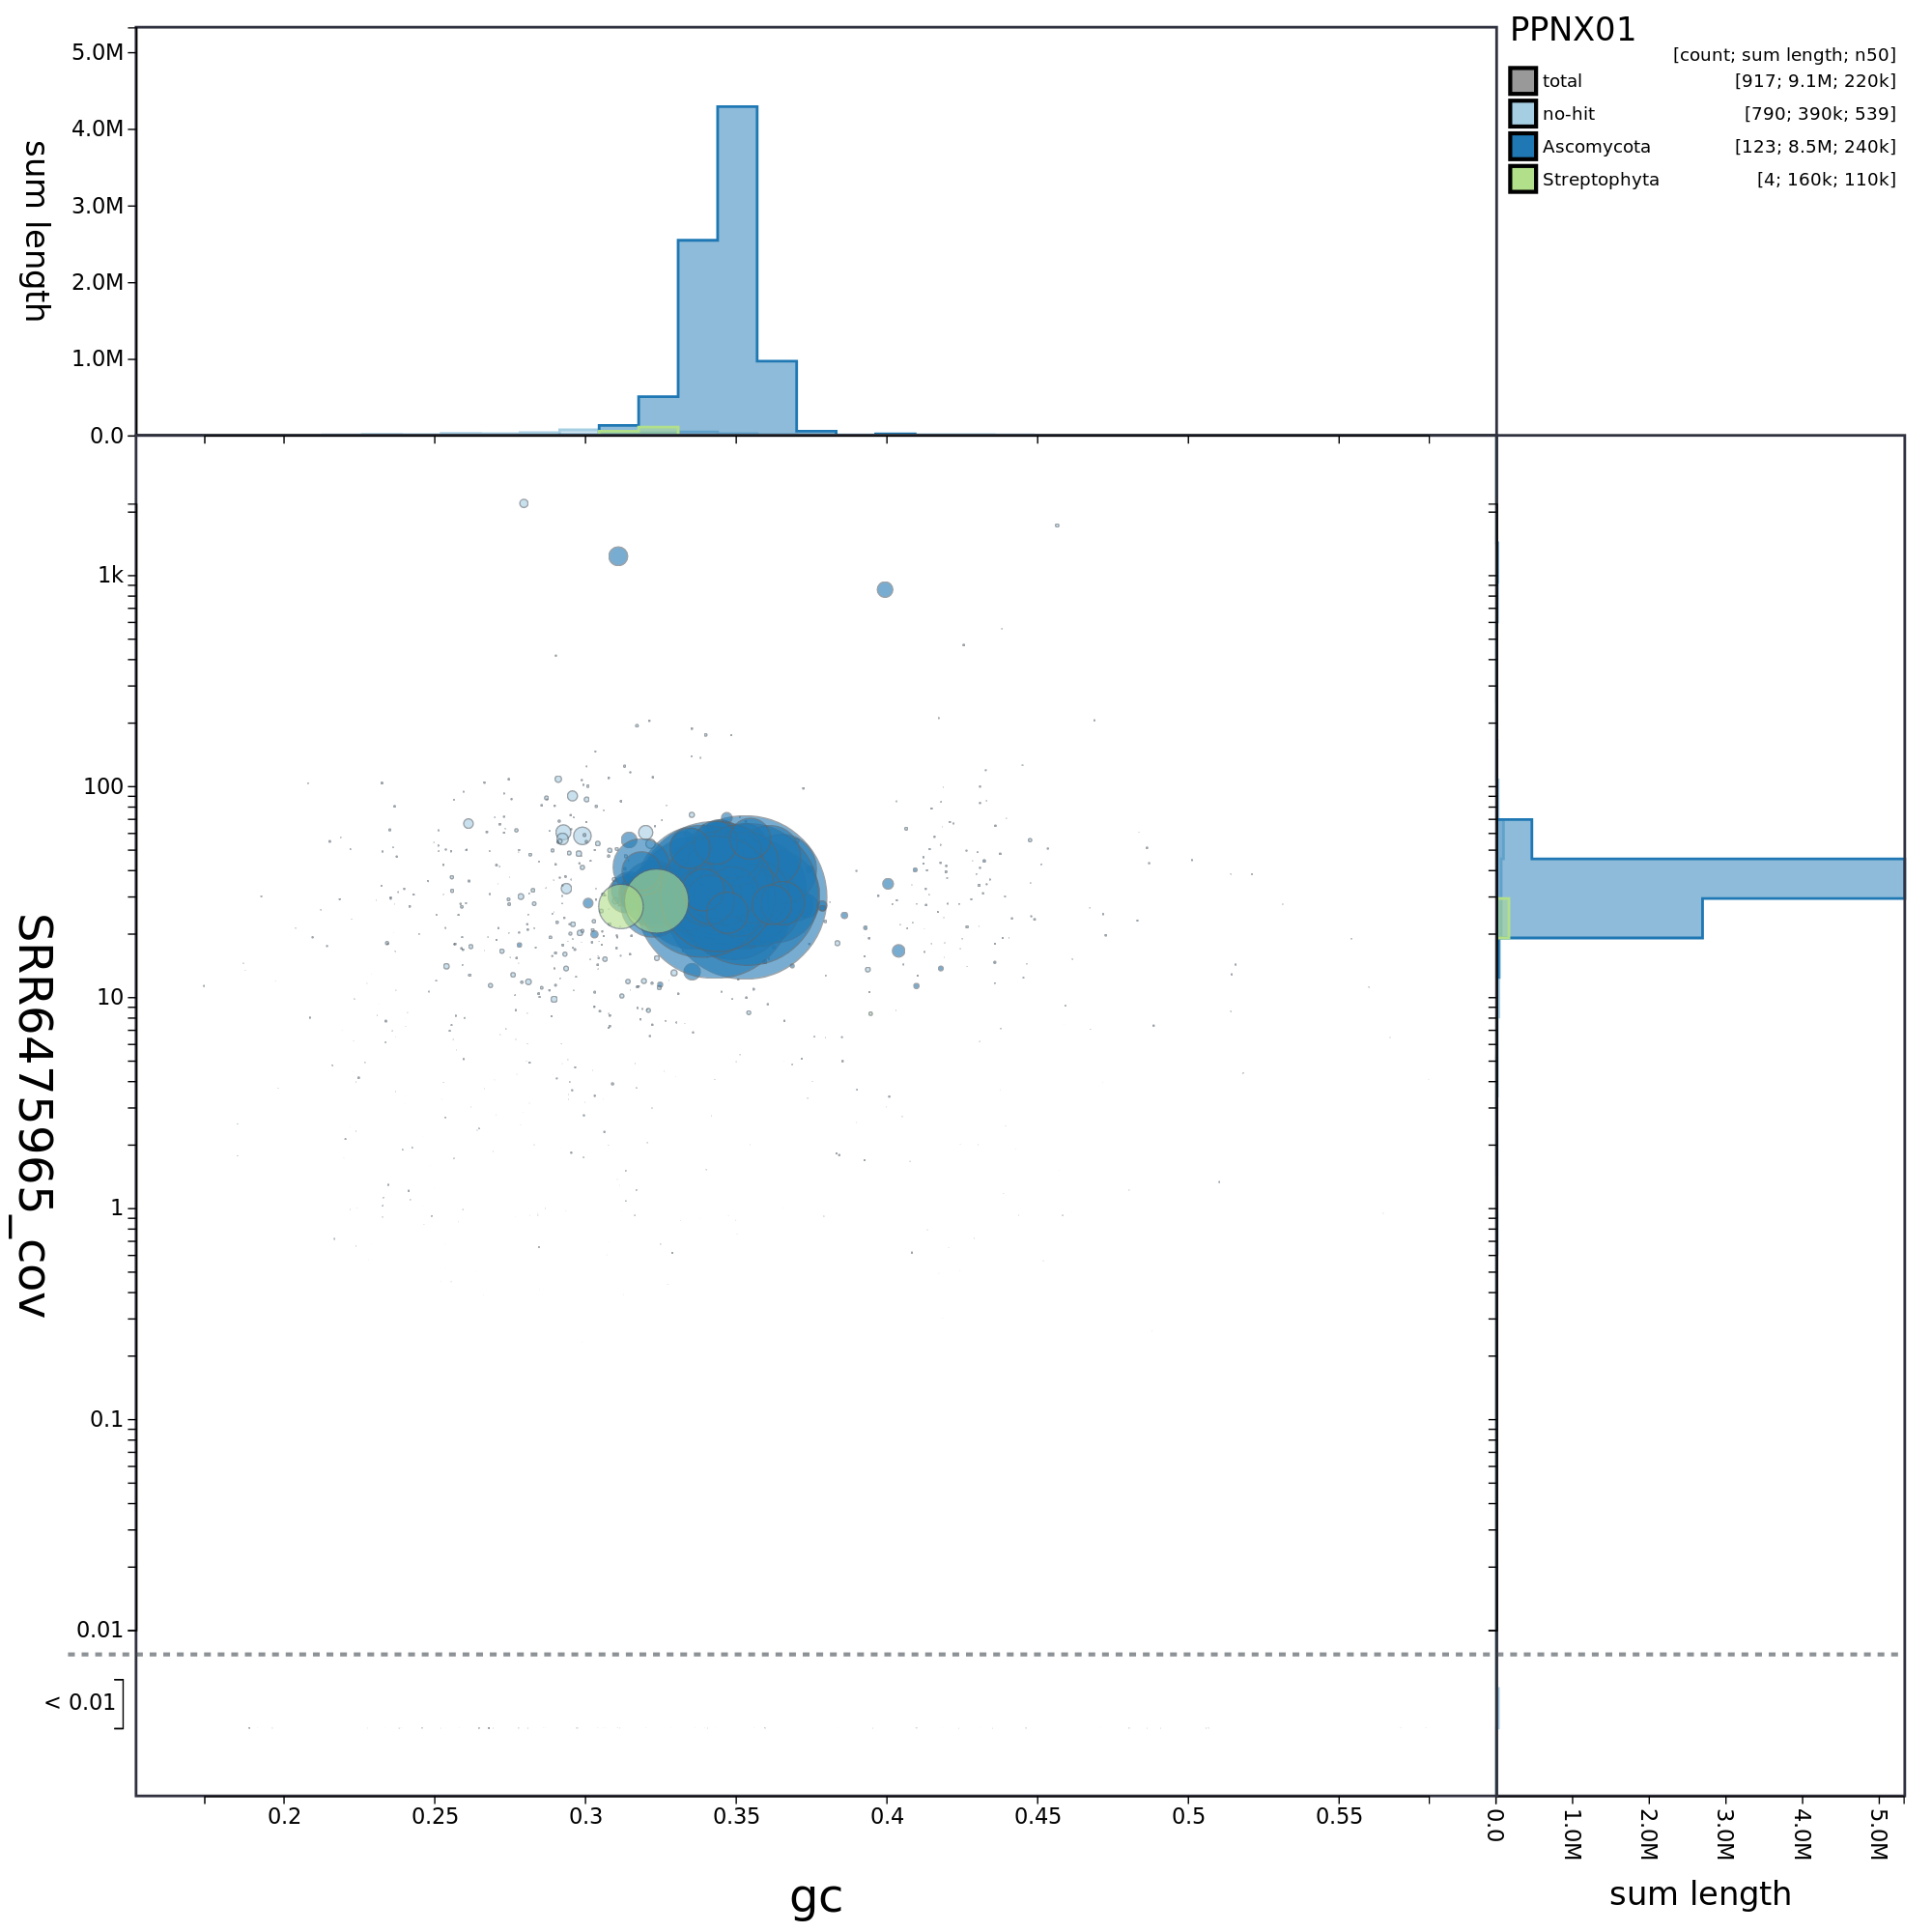 PPNX01
[count; sum length; n50]
total [917; 9.1M; 220k]
no-hit [790; 390k; 539]
Ascomycota [123; 8.5M; 240k]
Streptophyta [4; 160k; 110k]
sum length
5.0M
4.0M
3.0M
2.0M
1.0M
0.0
SRR6475965_cov
1k
100
10
1
0.1
0.01
< 0.01
0.2 0.25 0.3 0.35 0.4 0.45 0.5 0.55
gc
0.0 1.0M 2.0M 3.0M 4.0M 5.0M
sum length